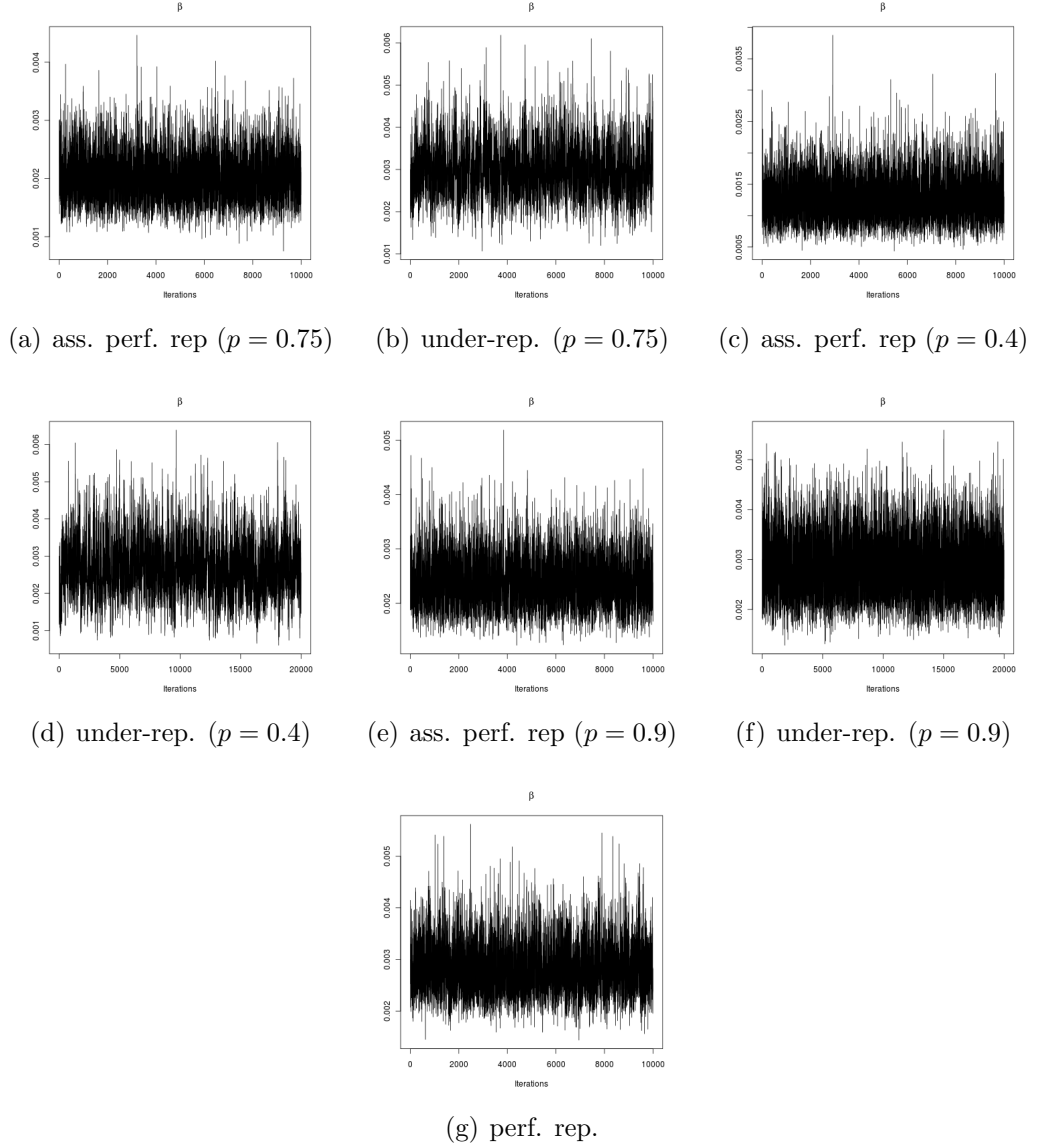 β β β
0.001 0.002 0.003 0.004
0.001 0.002 0.003 0.004 0.005 0.006
0.0005 0.0015 0.0025 0.0035
0 2000 4000 6000 8000 10000
0 2000 4000 6000 8000 10000
0 2000 4000 6000 8000 10000
Iterations Iterations Iterations
(a) ass. perf. rep (p = 0.75) (b) under-rep. (p = 0.75) (c) ass. perf. rep (p = 0.4)
β β β
0.001 0.002 0.003 0.004 0.005 0.006
0.002 0.003 0.004 0.005
0.002 0.003 0.004 0.005
0 5000 10000 15000 20000
0 2000 4000 6000 8000 10000
0 5000 10000 15000 20000
Iterations Iterations Iterations
(d) under-rep. (p = 0.4) (e) ass. perf. rep (p = 0.9) (f) under-rep. (p = 0.9)
β
0.002 0.003 0.004 0.005
0 2000 4000 6000 8000 10000
Iterations
(g) perf. rep.